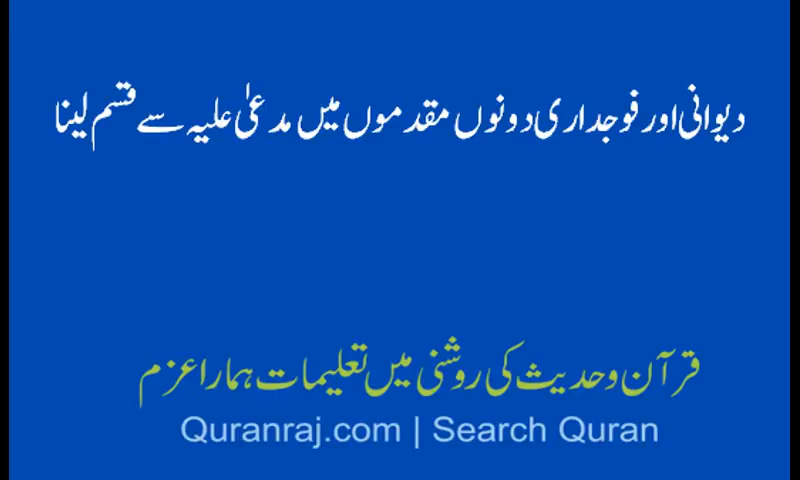 دیوانی اور فوجداری دونوں مقدموں میں مدعیٰ علیہ سے قسم لینا
قرآن وحدیث کی روشنی میں تعلیمات ہمارا عزم
Quranraj.com | Search Quran